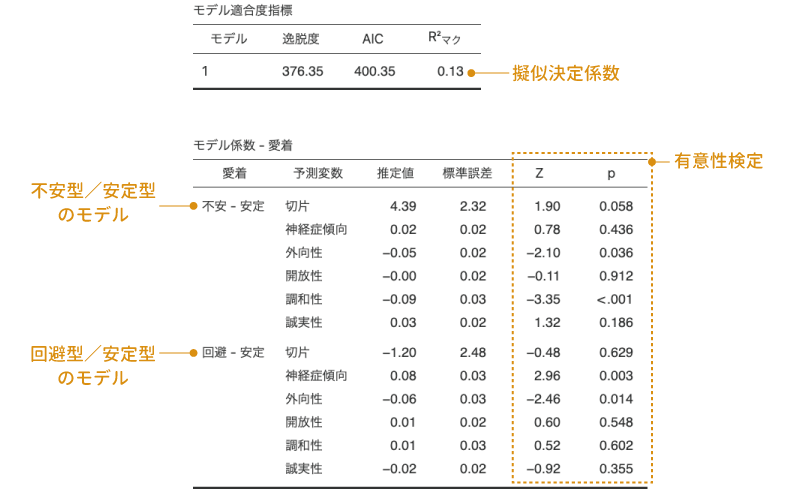 モデル適合度指標
モデル 逸脱度 AIC R²マク
1 376.35 400.35 0.13
擬似決定係数
モデル係数 – 愛着
有意性検定
愛着 予測変数 推定値 標準誤差 Z p
不安型／安定型
のモデル
不安 – 安定 切片 4.39 2.32 1.90 0.058
神経症傾向 0.02 0.02 0.78 0.436
外向性 −0.05 0.02 −2.10 0.036
開放性 −0.00 0.02 −0.11 0.912
調和性 −0.09 0.03 −3.35 <.001
誠実性 0.03 0.02 1.32 0.186
回避型／安定型
のモデル
回避 – 安定 切片 −1.20 2.48 −0.48 0.629
神経症傾向 0.08 0.03 2.96 0.003
外向性 −0.06 0.03 −2.46 0.014
開放性 0.01 0.02 0.60 0.548
調和性 0.01 0.03 0.52 0.602
誠実性 −0.02 0.02 −0.92 0.355